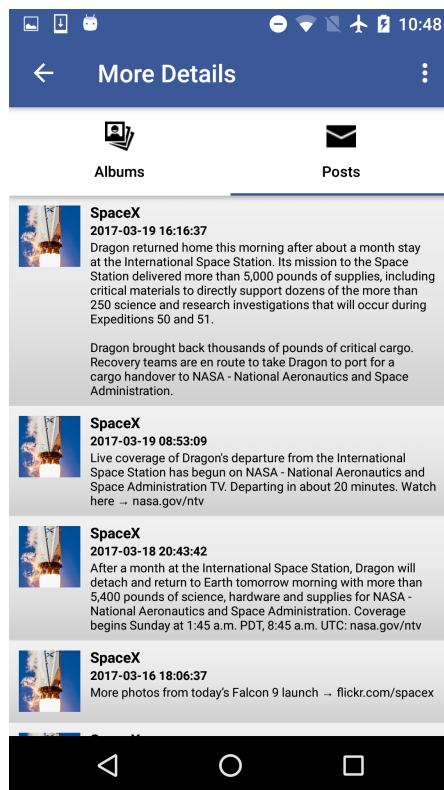 10:48
More Details
Albums
Posts
SpaceX
2017-03-19 16:16:37
Dragon returned home this morning after about a month stay
at the International Space Station. Its mission to the Space
Station delivered more than 5,000 pounds of supplies, including
critical materials to directly support dozens of the more than
250 science and research investigations that will occur during
Expeditions 50 and 51.
Dragon brought back thousands of pounds of critical cargo.
Recovery teams are en route to take Dragon to port for a
cargo handover to NASA - National Aeronautics and Space
Administration.
SpaceX
2017-03-19 08:53:09
Live coverage of Dragon's departure from the International
Space Station has begun on NASA - National Aeronautics and
Space Administration TV. Departing in about 20 minutes. Watch
here → nasa.gov/ntv
SpaceX
2017-03-18 20:43:42
After a month at the International Space Station, Dragon will
detach and return to Earth tomorrow morning with more than
5,400 pounds of science, hardware and supplies for NASA -
National Aeronautics and Space Administration. Coverage
begins Sunday at 1:45 a.m. PDT, 8:45 a.m. UTC: nasa.gov/ntv
SpaceX
2017-03-16 18:06:37
More photos from today's Falcon 9 launch → flickr.com/spacex